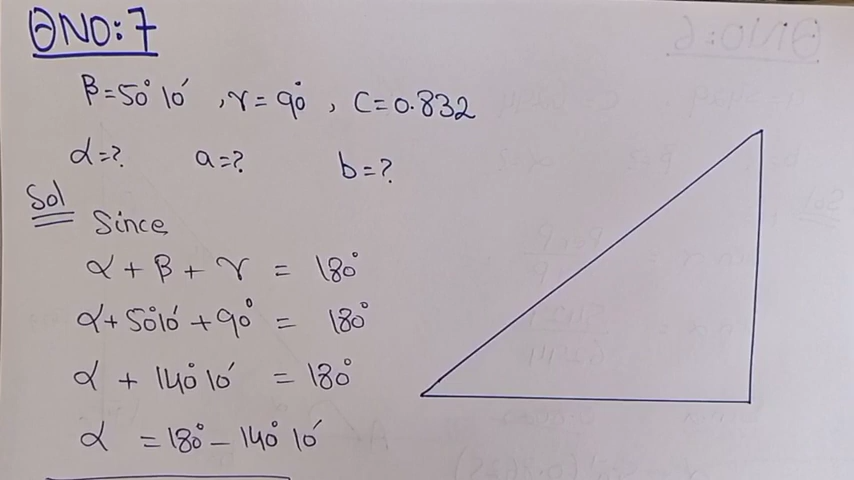 QNO:7
β=50°10′ , γ=90° , C=0.832
α=? a=? b=?
Sol
Since
α + β + γ = 180°
α+50°10′ +90° = 180°
α + 140°10′ = 180°
α = 180° - 140° 10′